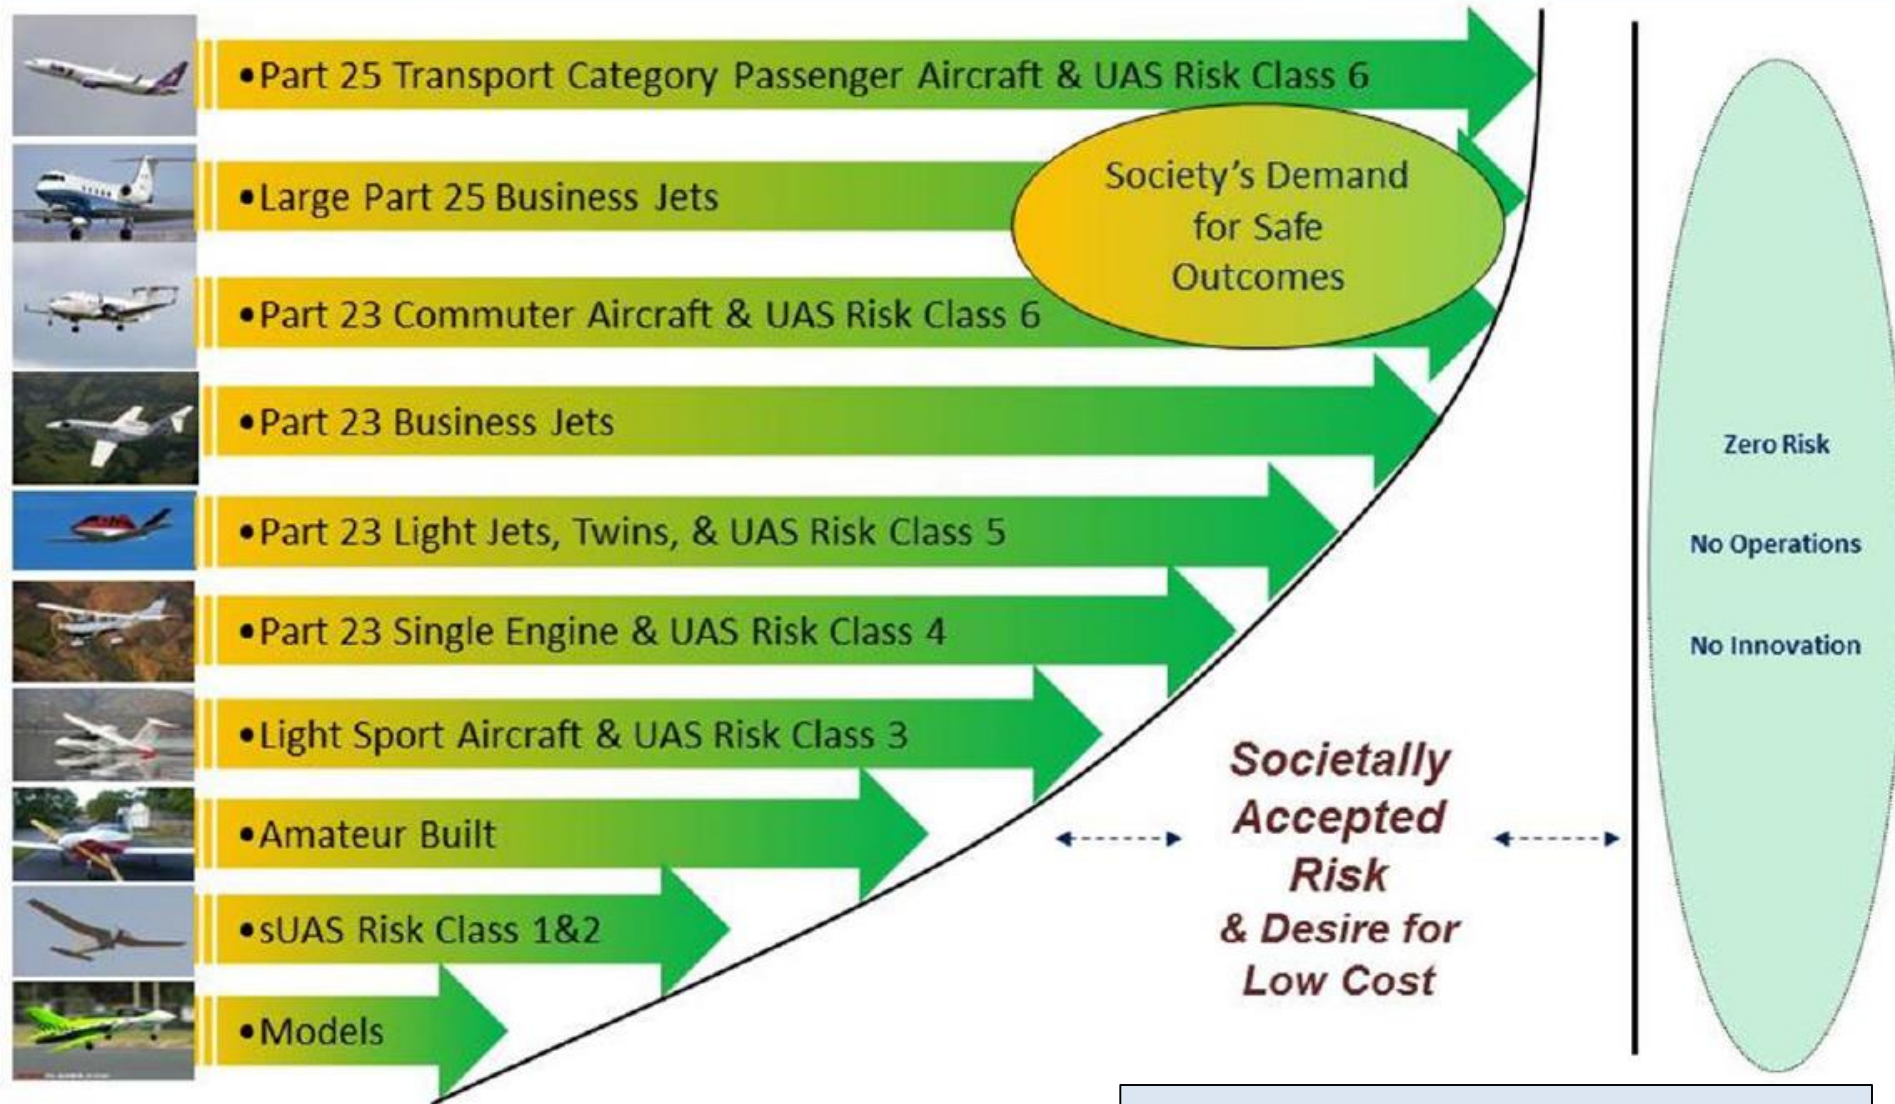 •Part 25 Transport Category Passenger Aircraft & UAS Risk Class 6
•Large Part 25 Business Jets
Society’s Demand
for Safe
Outcomes
•Part 23 Commuter Aircraft & UAS Risk Class 6
•Part 23 Business Jets
•Part 23 Light Jets, Twins, & UAS Risk Class 5
•Part 23 Single Engine & UAS Risk Class 4
•Light Sport Aircraft & UAS Risk Class 3
•Amateur Built
•sUAS Risk Class 1&2
•Models
Societally
Accepted
Risk
& Desire for
Low Cost
Zero Risk
No Operations
No Innovation